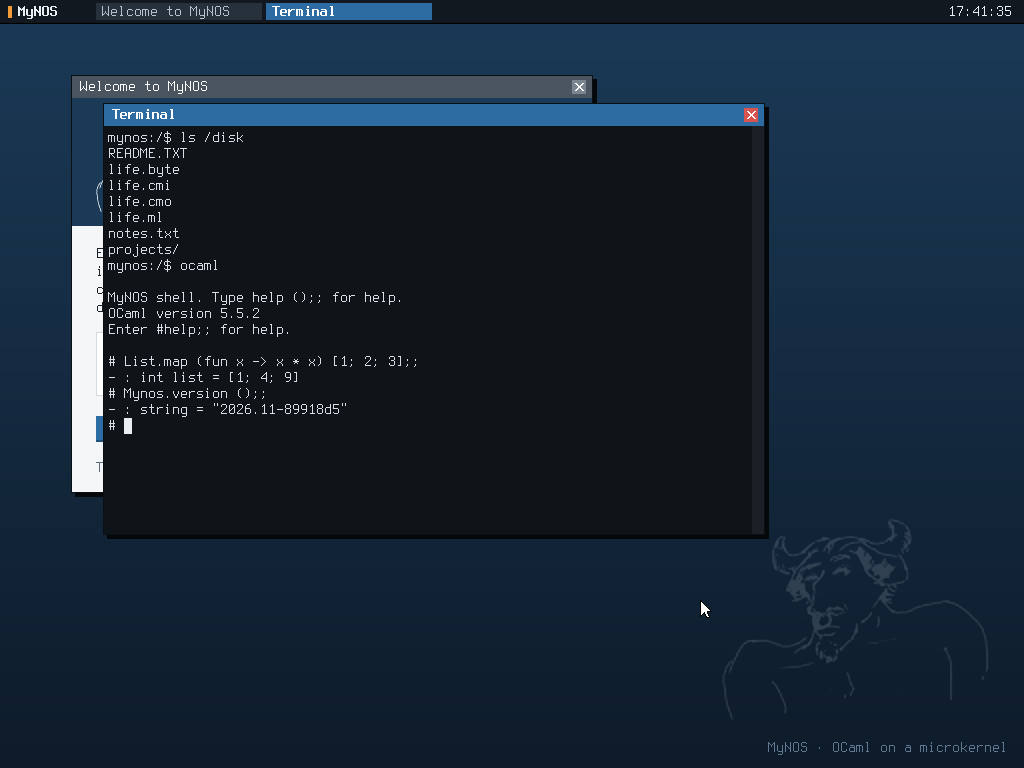 MyNOS
Welcome to MyNOS
Terminal
17:41:35
Welcome to MyNOS
Terminal
mynos:/$ ls /disk
README.TXT
life.byte
life.cmi
life.cmo
life.ml
notes.txt
projects/
mynos:/$ ocaml
MyNOS shell. Type help ();; for help.
OCaml version 5.5.2
Enter #help;; for help.
# List.map (fun x -> x * x) [1; 2; 3];;
- : int list = [1; 4; 9]
# Mynos.version ();;
- : string = "2026.11-89918d5"
#
MyNOS · OCaml on a microkernel